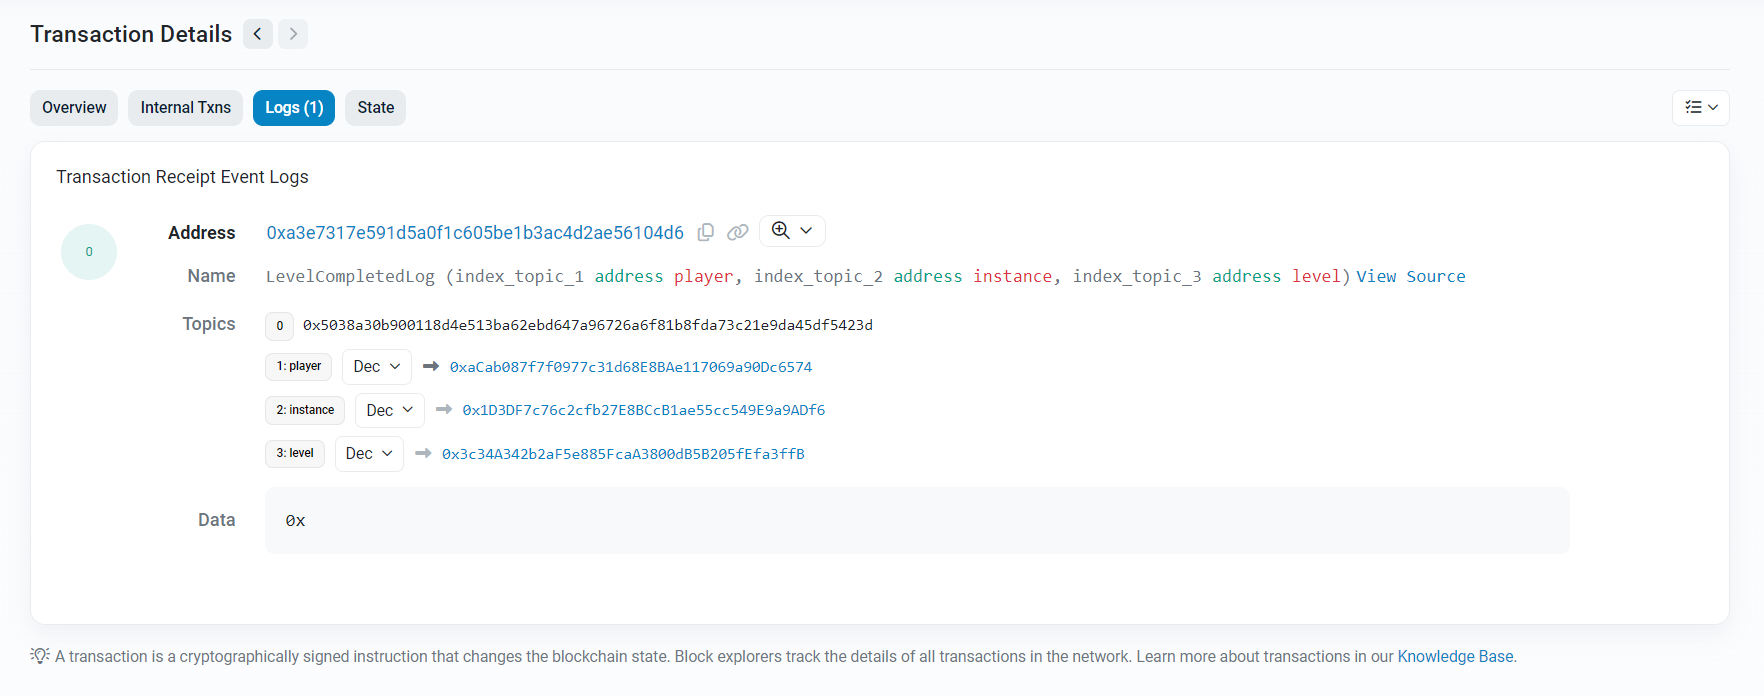 Transaction Details
Overview Internal Txns Logs (1) State
Transaction Receipt Event Logs
0
Address 0xa3e7317e591d5a0f1c605be1b3ac4d2ae56104d6
Name LevelCompletedLog (index_topic_1 address player, index_topic_2 address instance, index_topic_3 address level) View Source
Topics 0 0x5038a30b900118d4e513ba62ebd647a96726a6f81b8fda73c21e9da45df5423d
1: player Dec 0xaCab087f7f0977c31d68E8BAe117069a90Dc6574
2: instance Dec 0x1D3DF7c76c2cfb27E8BCcB1ae55cc549E9a9ADf6
3: level Dec 0x3c34A342b2aF5e885FcaA3800dB5B205fEfa3ffB
Data 0x
A transaction is a cryptographically signed instruction that changes the blockchain state. Block explorers track the details of all transactions in the network. Learn more about transactions in our Knowledge Base.